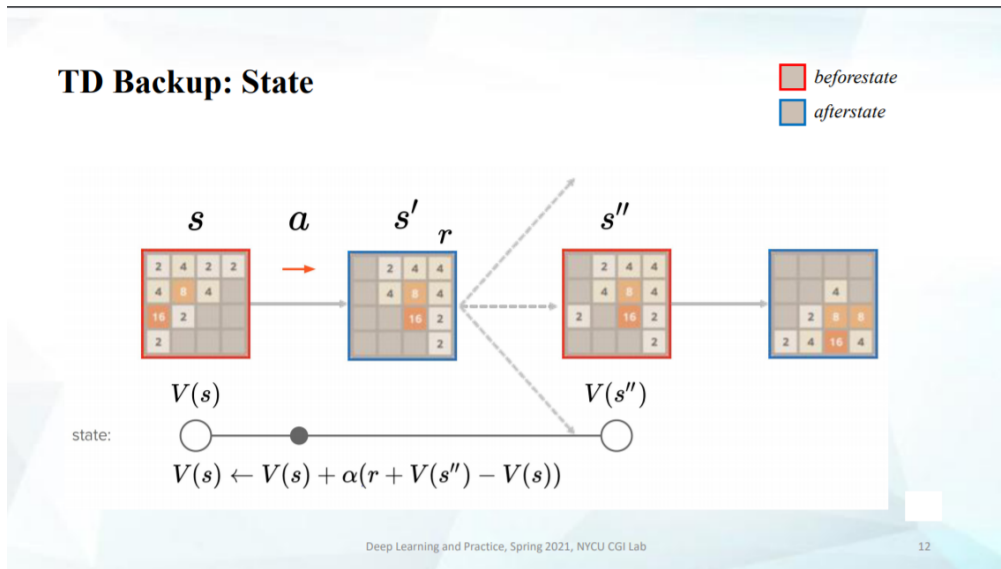 TD Backup: State
beforestate
afterstate
s a s′ r s″
2 4 2 2
4 8 4
16 2
2
2 4 4
4 8 4
16 2
2
2 4 4
4 8 4
2 16 2
2
4
2 8 8
2 4 16 4
V(s) V(s″)
state:
V(s) ← V(s) + α(r + V(s″) − V(s))
Deep Learning and Practice, Spring 2021, NYCU CGI Lab
12